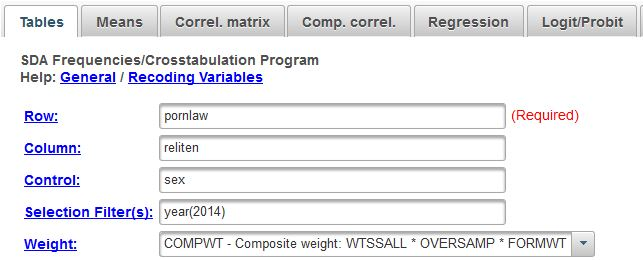 Tables Means Correl. matrix Comp. correl. Regression Logit/Probit
SDA Frequencies/Crosstabulation Program
Help: General / Recoding Variables
Row: pornlaw (Required)
Column: reliten
Control: sex
Selection Filter(s): year(2014)
Weight: COMPWT - Composite weight: WTSSALL * OVERSAMP * FORMWT